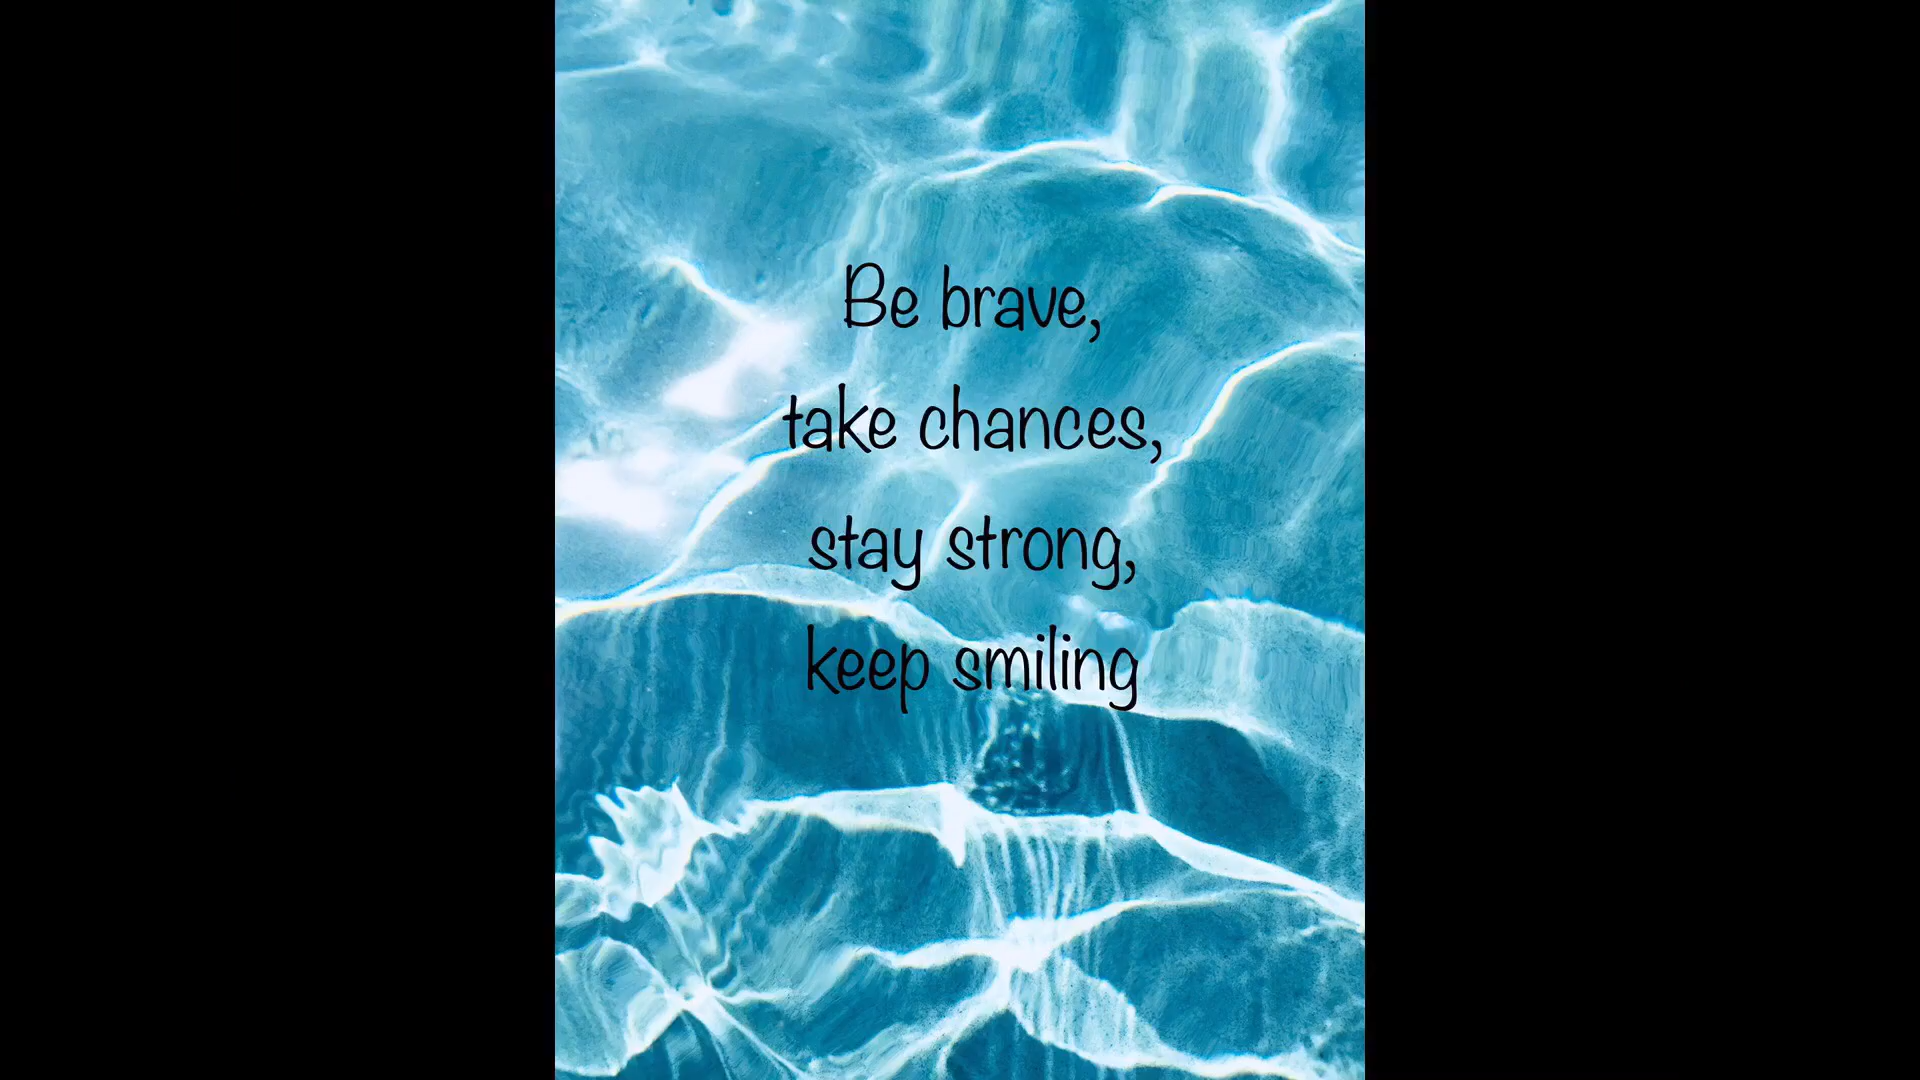 Be brave,
take chances,
stay strong,
keep smiling